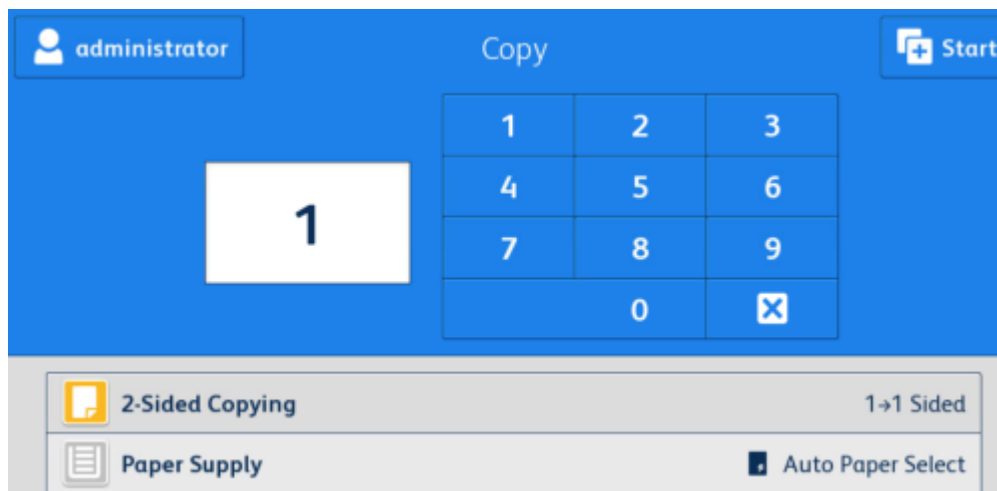 administrator Copy Start
1 2 3
4 5 6
1
7 8 9
0
2-Sided Copying 1→1 Sided
Paper Supply Auto Paper Select